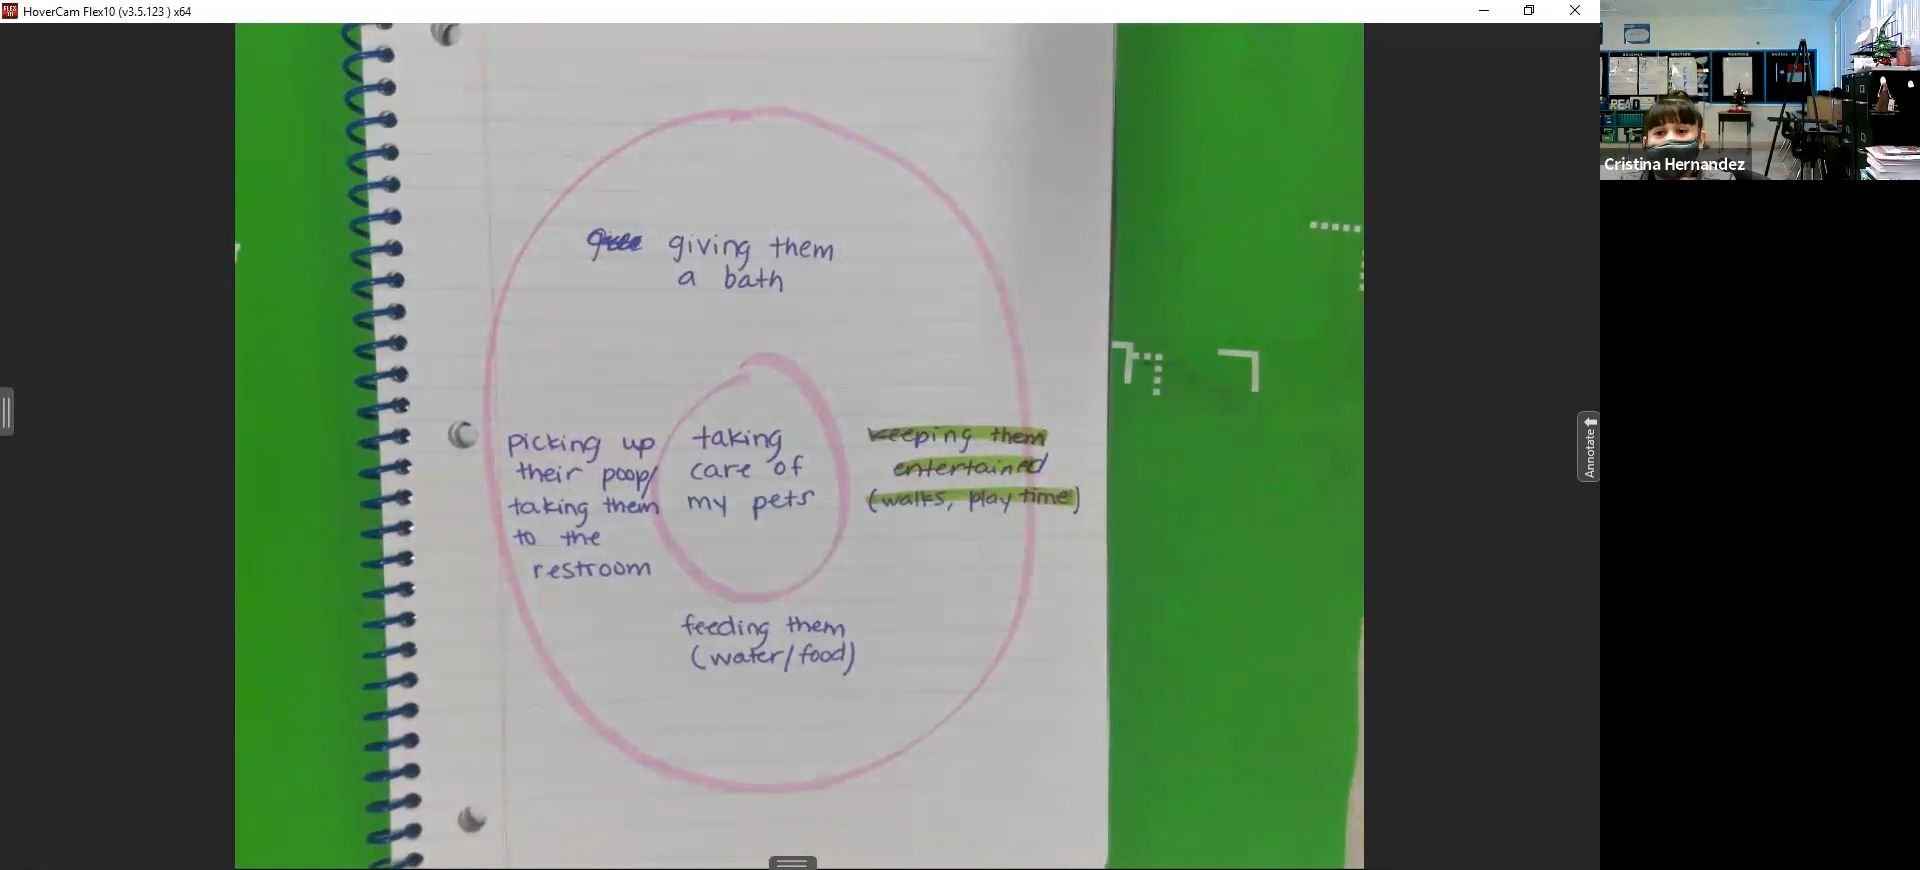 HoverCam Flex10 (v3.5.123 ) x64
giving them
a bath
picking up
their poop/
taking them
to the
restroom
taking
care of
my pets
keeping them
entertained
(walks, play time)
feeding them
(water/food)
Annotate
READ
Cristina Hernandez